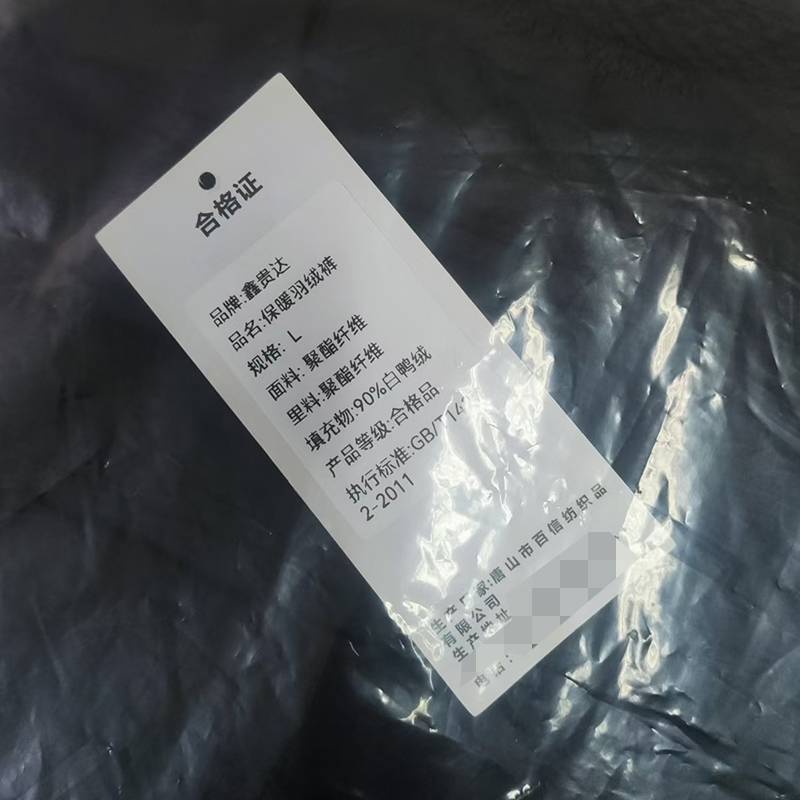 合格证
品牌:鑫贵达
品名:保暖羽绒裤
规格: L
面料: 聚酯纤维
里料:聚酯纤维
填充物:90%白鸭绒
产品等级:合格品
执行标准:GB/T14
2-2011
生产厂家:唐山市百信纺织品
有限公司
生产地址
电话: